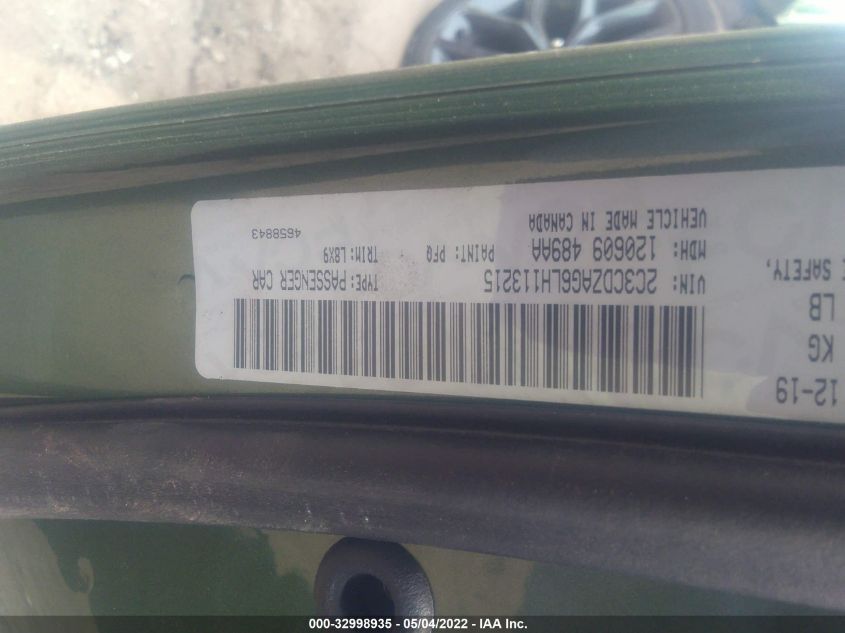 12-19
KG
LB
E SAFETY,
VIN: 2C3CDZAG6LH113215 TYPE: PASSENGER CAR
MDH: 120609 489AA PAINT: PFQ TRIM: L8X9
VEHICLE MADE IN CANADA 4658843
000-32998935 - 05/04/2022 - IAA Inc.